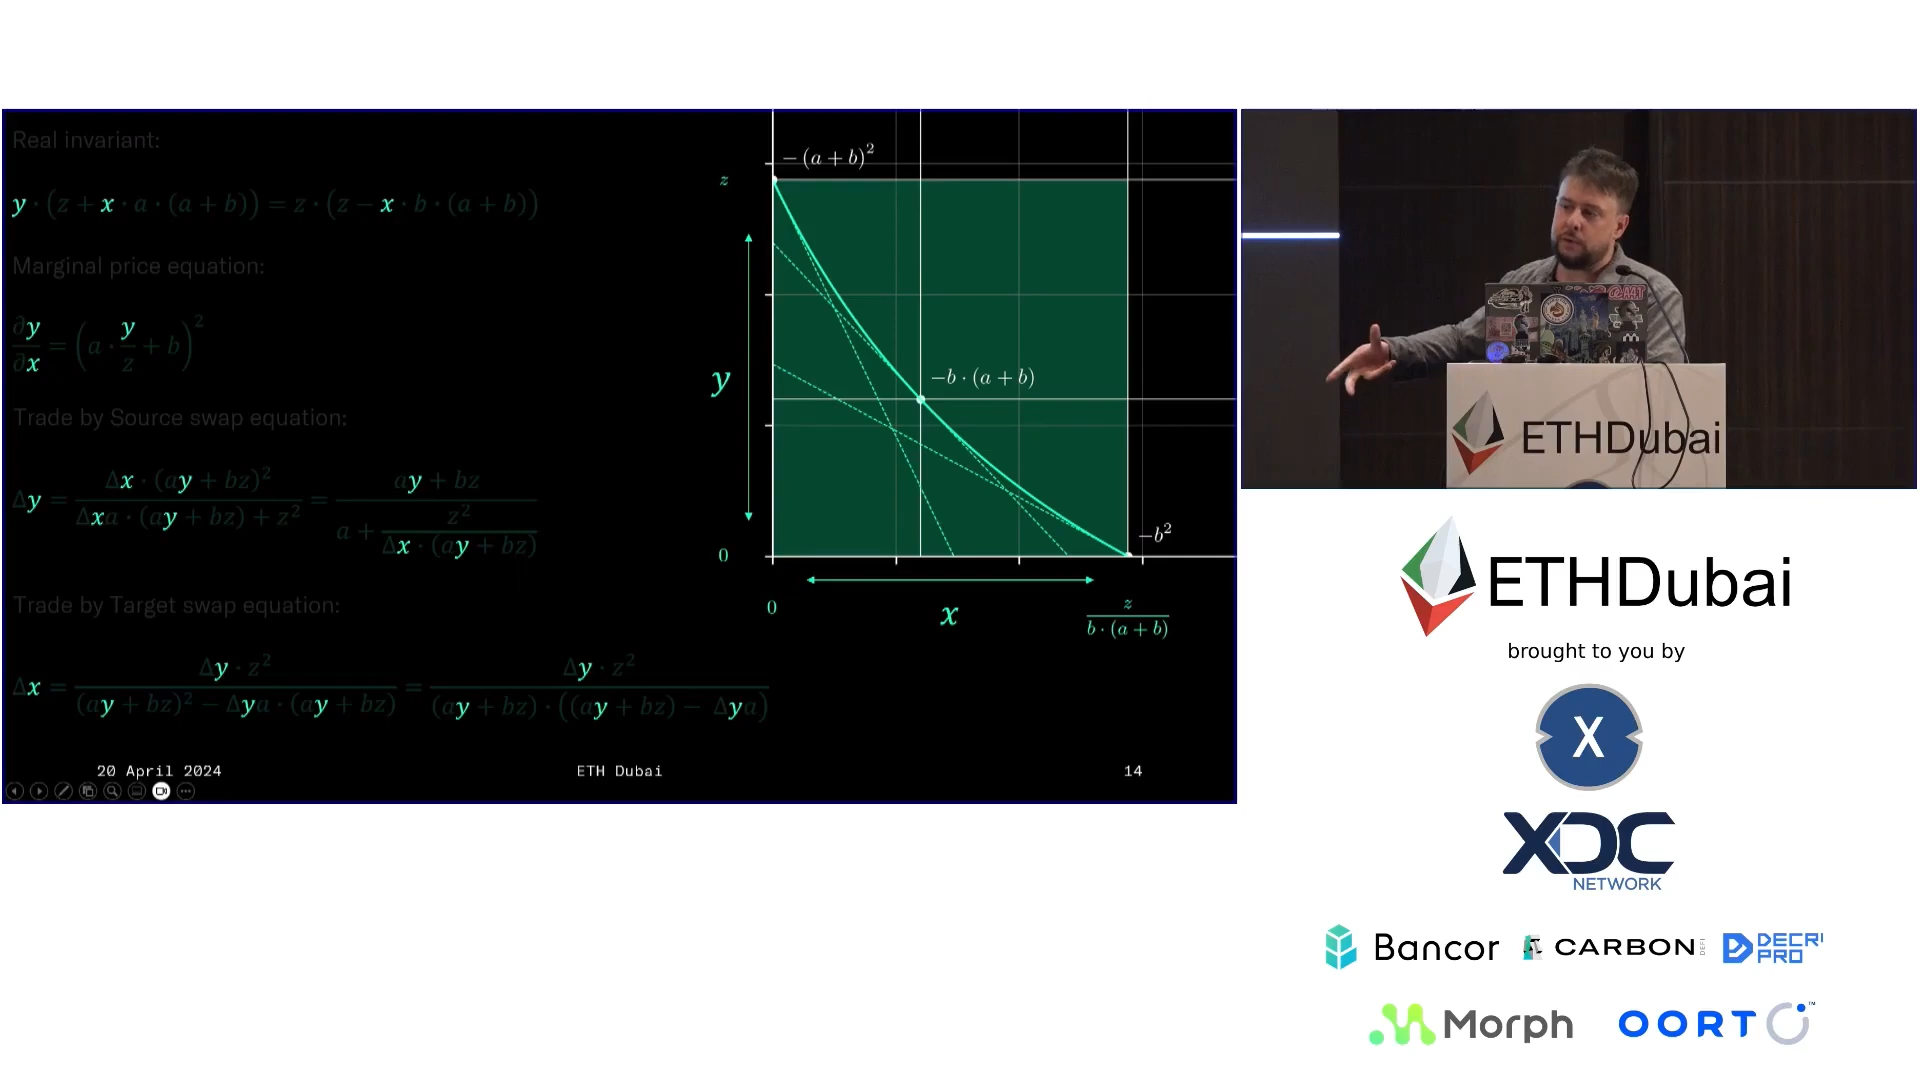 Real invariant:
y · (z + x · a · (a + b)) = z · (z − x · b · (a + b))
Marginal price equation:
∂y/∂x = (a · y/z + b)²
Trade by Source swap equation:
Δy = (Δx · (ay + bz)²)/(Δxa · (ay + bz) + z²) = (ay + bz)/(a + z²/(Δx · (ay + bz)))
Trade by Target swap equation:
Δx = (Δy · z²)/((ay + bz)² − Δya · (ay + bz)) = (Δy · z²)/((ay + bz) · ((ay + bz) − Δya))
−(a + b)²
z
−b · (a + b)
y
−b²
0
0
x
z/(b · (a + b))
20 April 2024
ETH Dubai
14
ETHDubai
ETHDubai
brought to you by
X
XDC
NETWORK
Bancor
CARBON
DEFI
DECRI
PRO
Morph
OORT
™